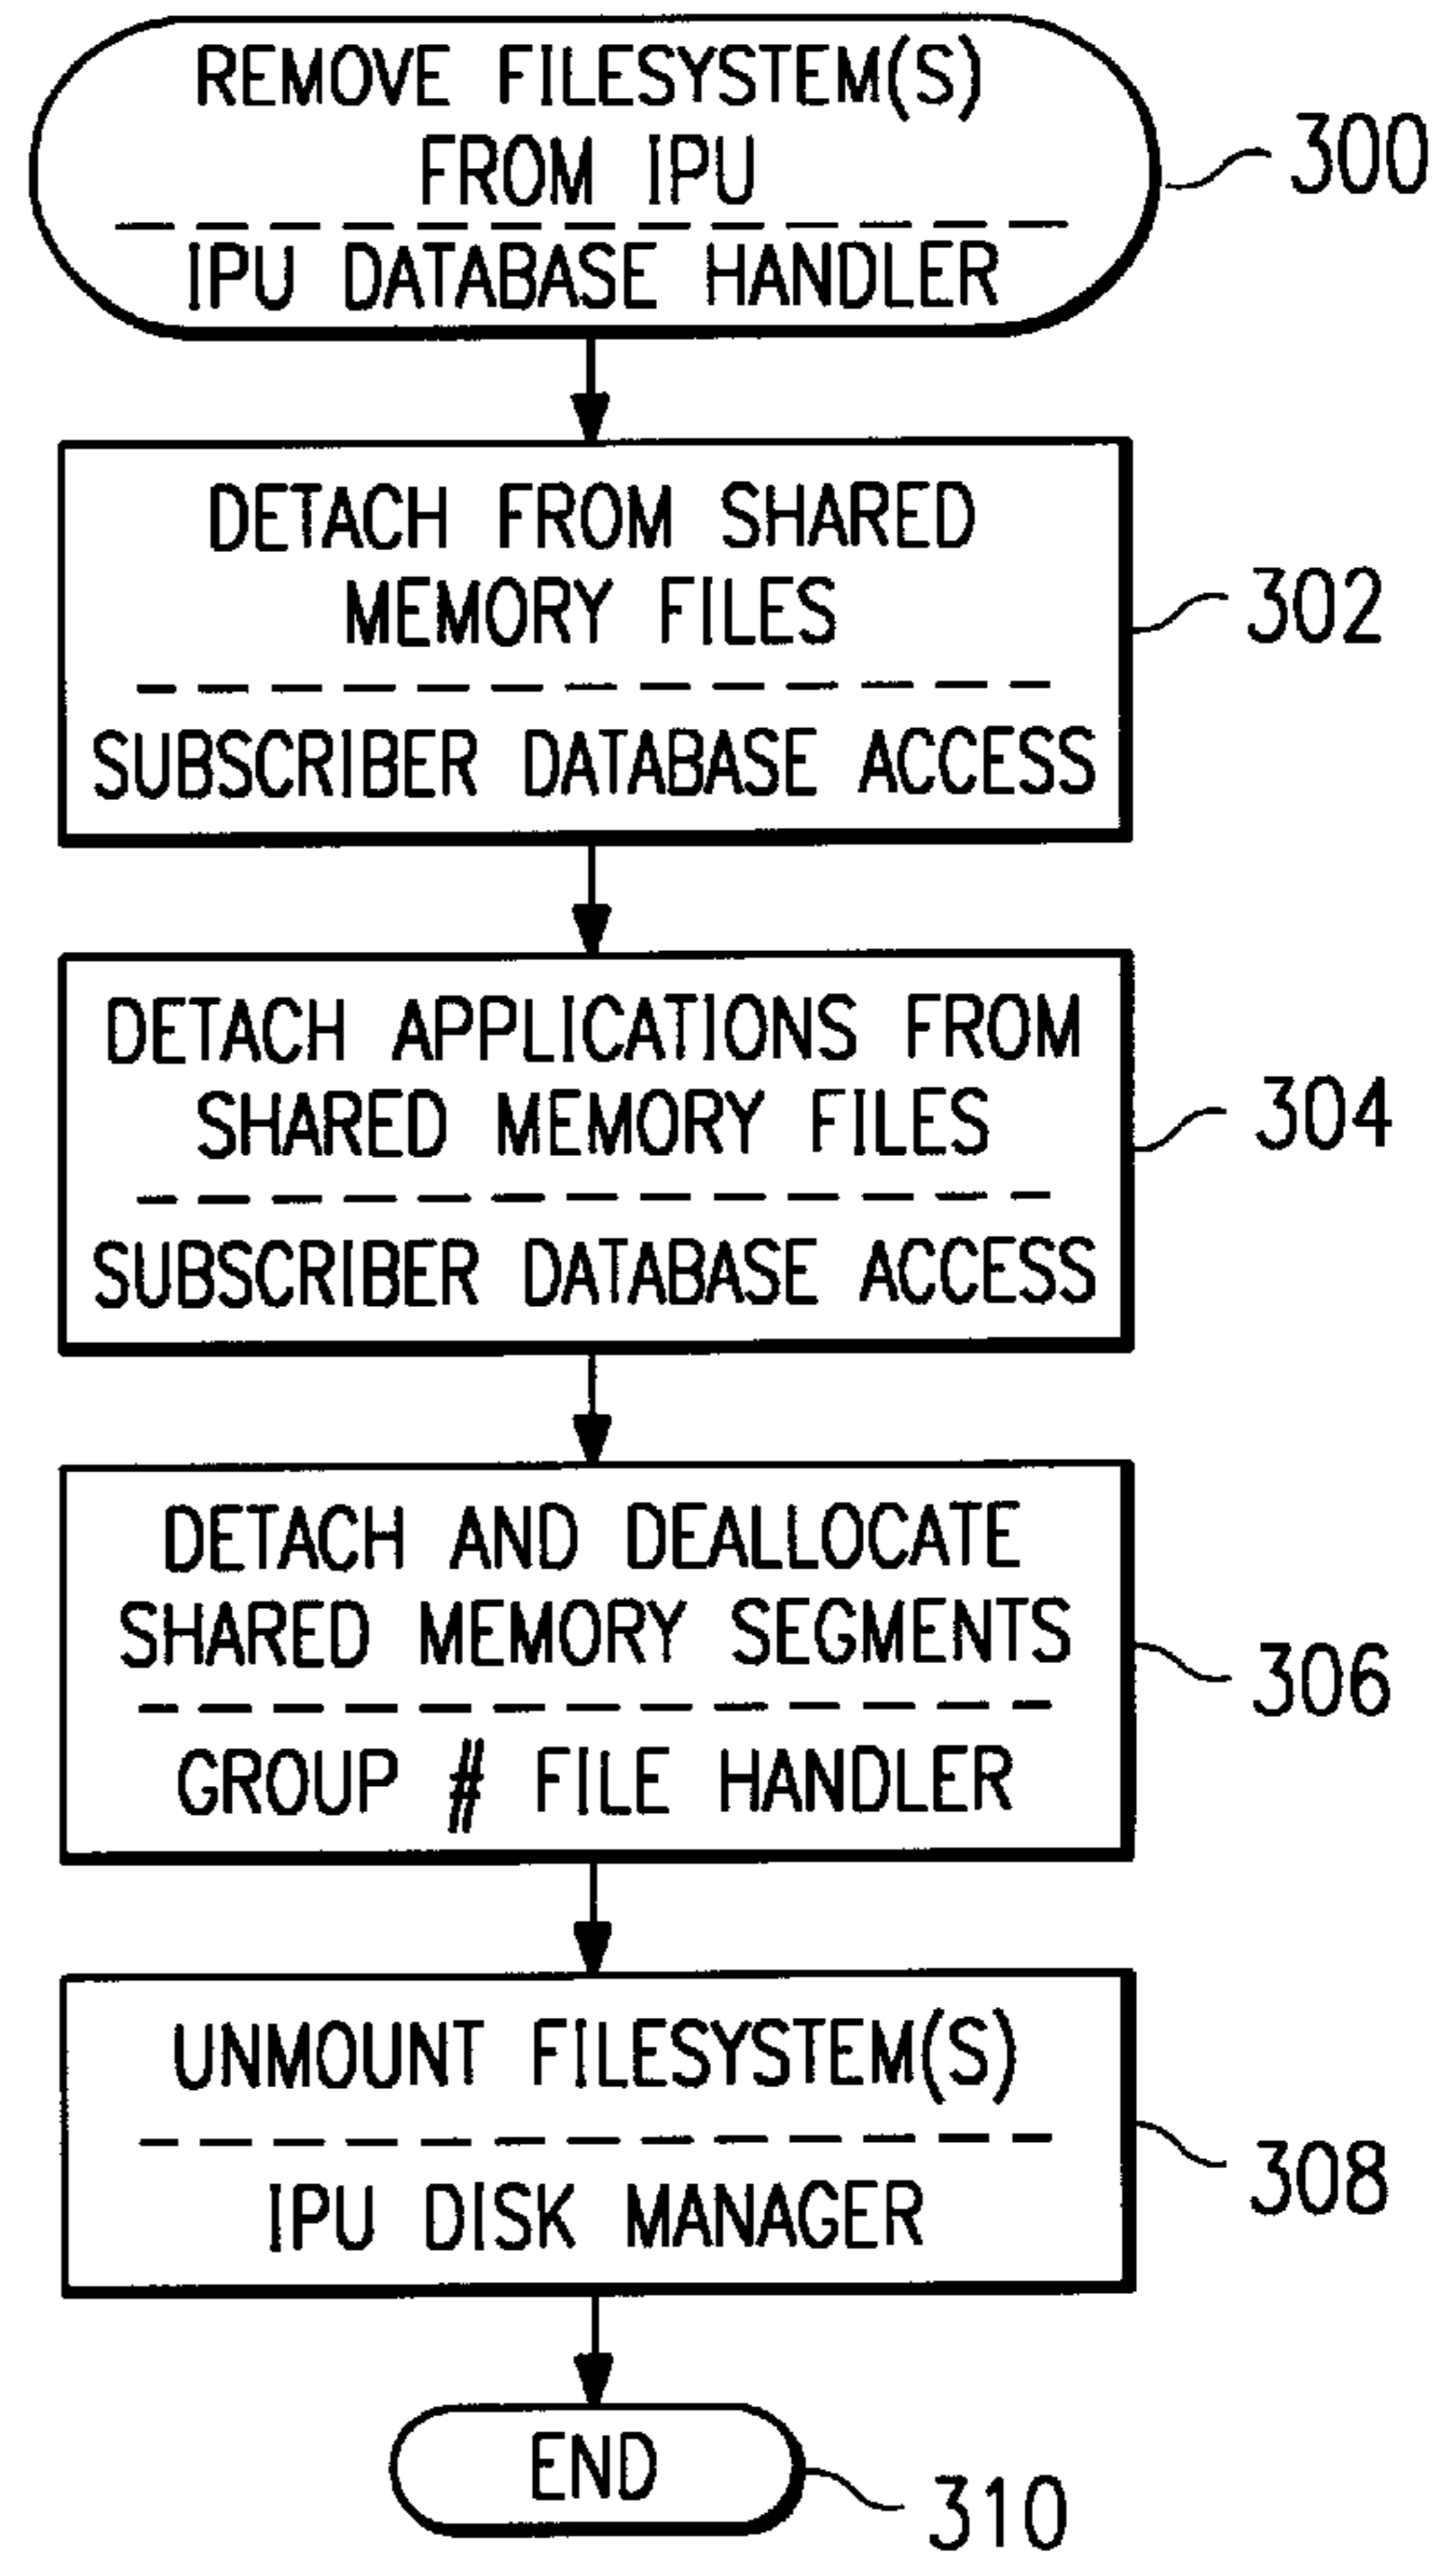 REMOVE FILESYSTEM(S)
FROM IPU
IPU DATABASE HANDLER
300
DETACH FROM SHARED
MEMORY FILES
SUBSCRIBER DATABASE ACCESS
302
DETACH APPLICATIONS FROM
SHARED MEMORY FILES
SUBSCRIBER DATABASE ACCESS
304
DETACH AND DEALLOCATE
SHARED MEMORY SEGMENTS
GROUP # FILE HANDLER
306
UNMOUNT FILESYSTEM(S)
IPU DISK MANAGER
308
END
310